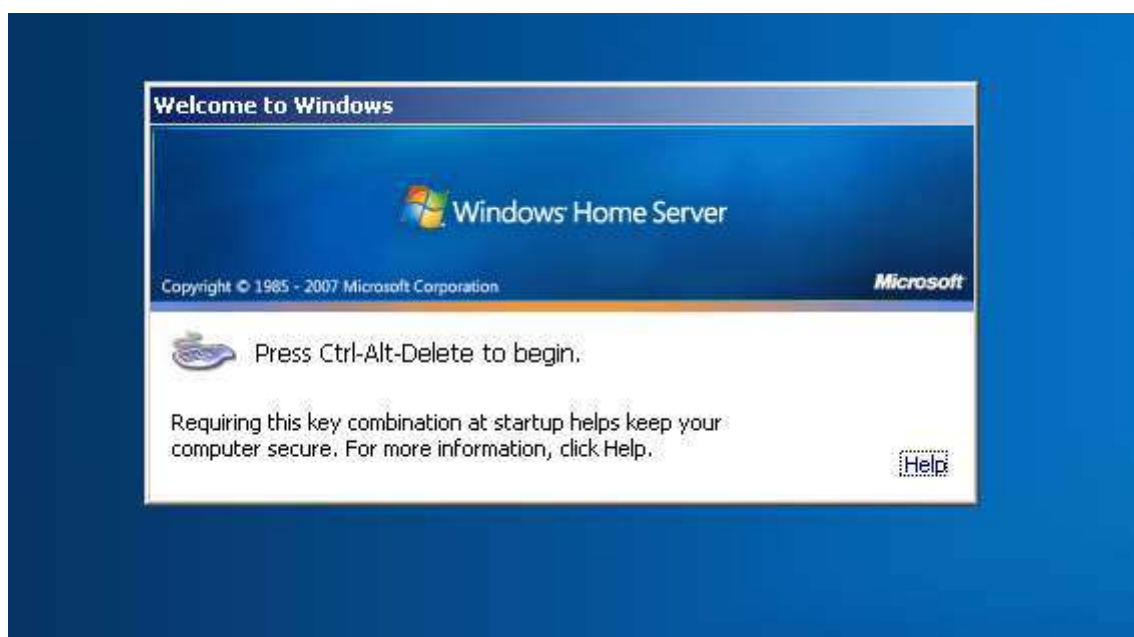 Welcome to Windows
Windows Home Server
Copyright © 1985 - 2007 Microsoft Corporation
Microsoft
Press Ctrl-Alt-Delete to begin.
Requiring this key combination at startup helps keep your
computer secure. For more information, click Help.
Help